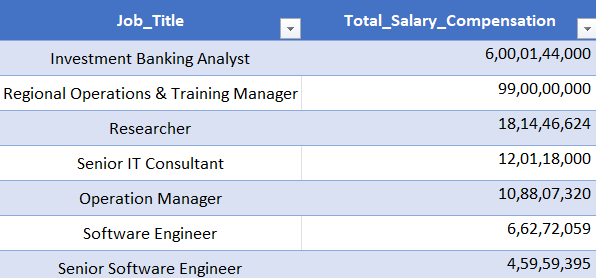 Job_Title Total_Salary_Compensation
Investment Banking Analyst 6,00,01,44,000
Regional Operations & Training Manager 99,00,00,000
Researcher 18,14,46,624
Senior IT Consultant 12,01,18,000
Operation Manager 10,88,07,320
Software Engineer 6,62,72,059
Senior Software Engineer 4,59,59,395